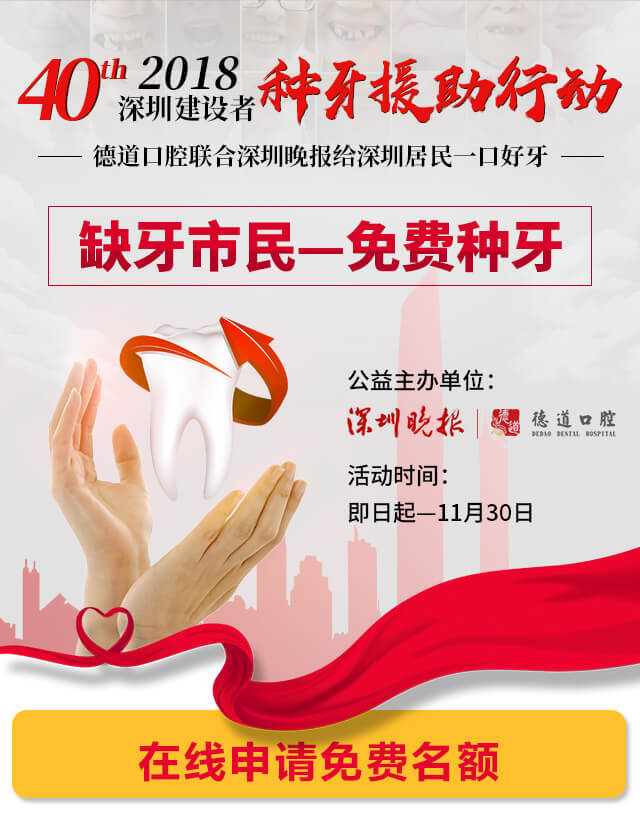 40th 2018
深圳建设者
种牙援助行动
德道口腔联合深圳晚报给深圳居民一口好牙
缺牙市民—免费种牙
公益主办单位：
深圳晚报 德道 德道口腔
DEDAO DENTAL HOSPITAL
活动时间：
即日起—11月30日
在线申请免费名额